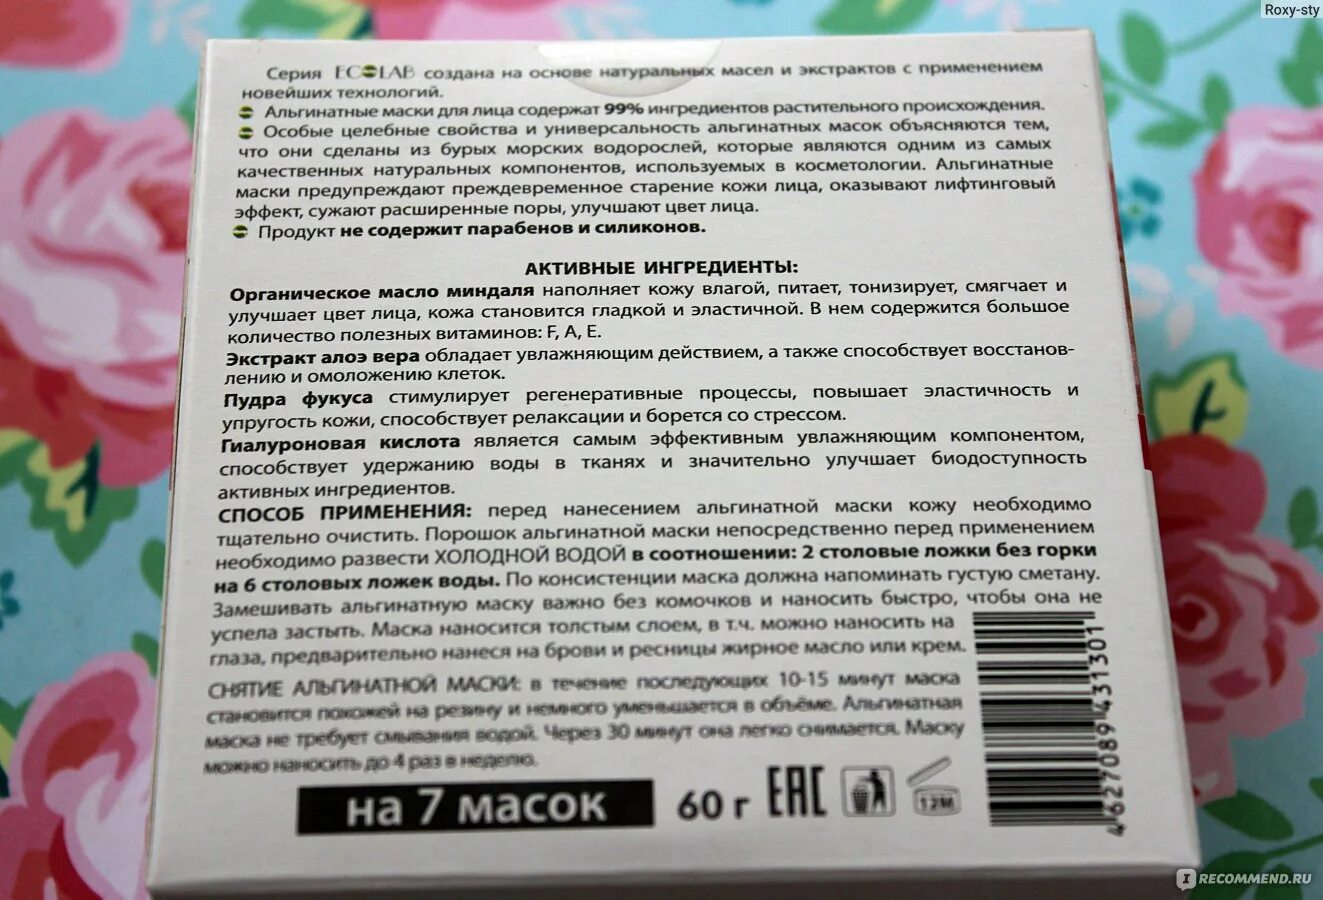 Roxy-sty
Серия ECOLAB создана на основе натуральных масел и экстрактов с применением
новейших технологий.
Альгинатные маски для лица содержат 99% ингредиентов растительного происхождения.
Особые целебные свойства и универсальность альгинатных масок объясняются тем,
что они сделаны из бурых морских водорослей, которые являются одним из самых
качественных натуральных компонентов, используемых в косметологии. Альгинатные
маски предупреждают преждевременное старение кожи лица, оказывают лифтинговый
эффект, сужают расширенные поры, улучшают цвет лица.
Продукт не содержит парабенов и силиконов.
АКТИВНЫЕ ИНГРЕДИЕНТЫ:
Органическое масло миндаля наполняет кожу влагой, питает, тонизирует, смягчает и
улучшает цвет лица, кожа становится гладкой и эластичной. В нем содержится большое
количество полезных витаминов: F, A, E.
Экстракт алоэ вера обладает увлажняющим действием, а также способствует восстанов-
лению и омоложению клеток.
Пудра фукуса стимулирует регенеративные процессы, повышает эластичность и
упругость кожи, способствует релаксации и борется со стрессом.
Гиалуроновая кислота является самым эффективным увлажняющим компонентом,
способствует удержанию воды в тканях и значительно улучшает биодоступность
активных ингредиентов.
СПОСОБ ПРИМЕНЕНИЯ: перед нанесением альгинатной маски кожу необходимо
тщательно очистить. Порошок альгинатной маски непосредственно перед применением
необходимо развести ХОЛОДНОЙ ВОДОЙ в соотношении: 2 столовые ложки без горки
на 6 столовых ложек воды. По консистенции маска должна напоминать густую сметану.
Замешивать альгинатную маску важно без комочков и наносить быстро, чтобы она не
успела застыть. Маска наносится толстым слоем, в т.ч. можно наносить на
глаза, предварительно нанеся на брови и ресницы жирное масло или крем.
СНЯТИЕ АЛЬГИНАТНОЙ МАСКИ: в течение последующих 10-15 минут маска
становится похожей на резину и немного уменьшается в объёме. Альгинатная
маска не требует смывания водой. Через 30 минут она легко снимается. Маску
можно наносить до 4 раз в неделю.
на 7 масок 60 г EAC 12М
4627089431301
IRECOMMEND.RU